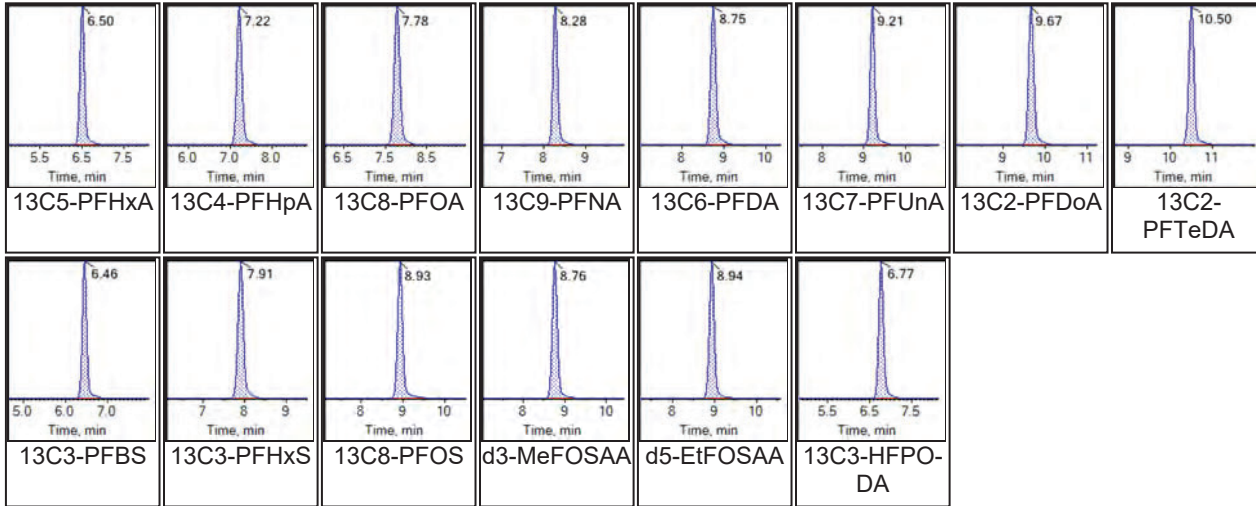 6.50 7.22 7.78 8.28 8.75 9.21 9.67 10.50
5.5 6.5 7.5 6.0 7.0 8.0 6.5 7.5 8.5 7 8 9 8 9 10 8 9 10 9 10 11 9 10 11
Time, min Time, min Time, min Time, min Time, min Time, min Time, min Time, min
13C5-PFHxA 13C4-PFHpA 13C8-PFOA 13C9-PFNA 13C6-PFDA 13C7-PFUnA 13C2-PFDoA 13C2-
PFTeDA
6.46 7.91 8.93 8.76 8.94 6.77
5.0 6.0 7.0 7 8 9 8 9 10 8 9 10 8 9 10 5.5 6.5 7.5
Time, min Time, min Time, min Time, min Time, min Time, min
13C3-PFBS 13C3-PFHxS 13C8-PFOS d3-MeFOSAA d5-EtFOSAA 13C3-HFPO-
DA